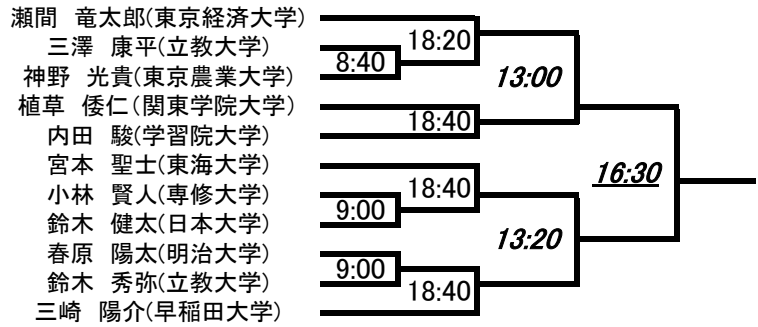 瀬間　竜太郎(東京経済大学)
三澤　康平(立教大学)
神野　光貴(東京農業大学)
植草　倭仁(関東学院大学)
内田　駿(学習院大学)
宮本　聖士(東海大学)
小林　賢人(専修大学)
鈴木　健太(日本大学)
春原　陽太(明治大学)
鈴木　秀弥(立教大学)
三崎　陽介(早稲田大学)
18:20
8:40
18:40
18:40
9:00
9:00
18:40
13:00
13:20
16:30